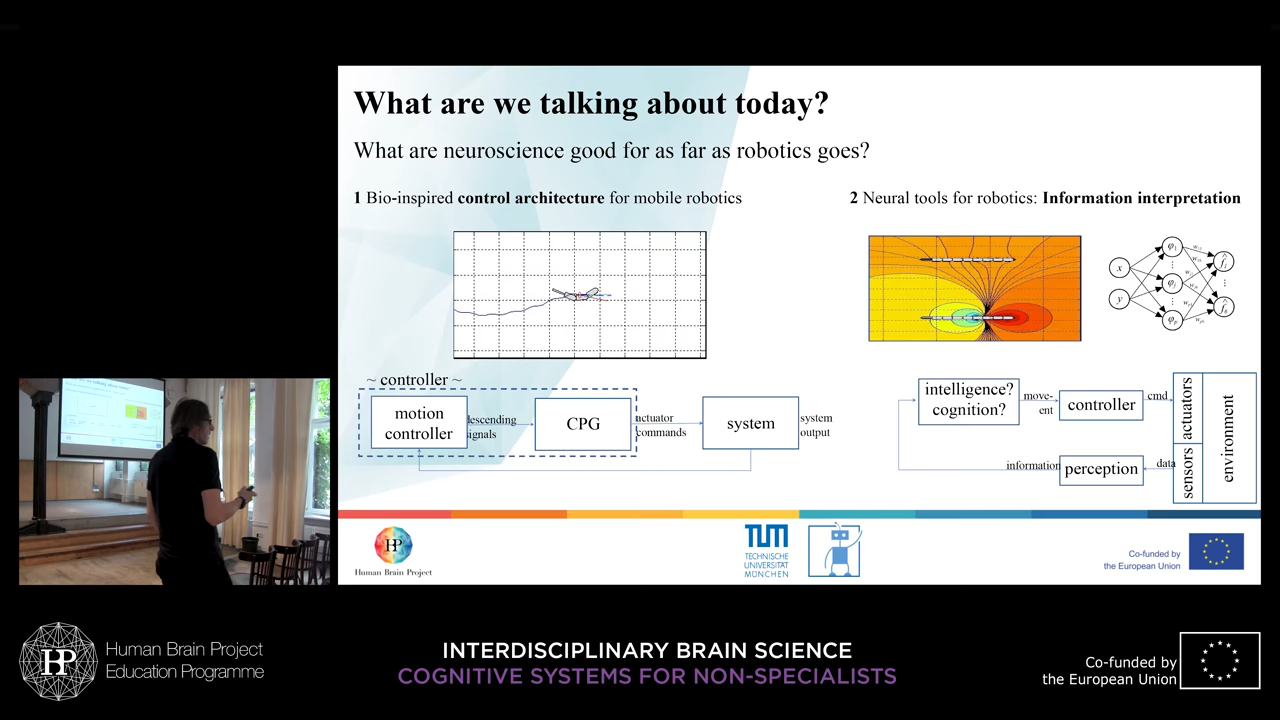 What are we talking about today?
What are neuroscience good for as far as robotics goes?
1 Bio-inspired control architecture for mobile robotics
2 Neural tools for robotics: Information interpretation
x
y
~ controller ~
motion
controller
descending
signals
CPG
actuator
commands
system
system
output
intelligence?
cognition?
move-
ent
controller
cmd
actuators
sensors
environment
information
perception
data
HP
Human Brain Project
TUM
TECHNISCHE
UNIVERSITÄT
MÜNCHEN
Co-funded by
the European Union
HP
Human Brain Project
Education Programme
INTERDISCIPLINARY BRAIN SCIENCE
COGNITIVE SYSTEMS FOR NON-SPECIALISTS
Co-funded by
the European Union